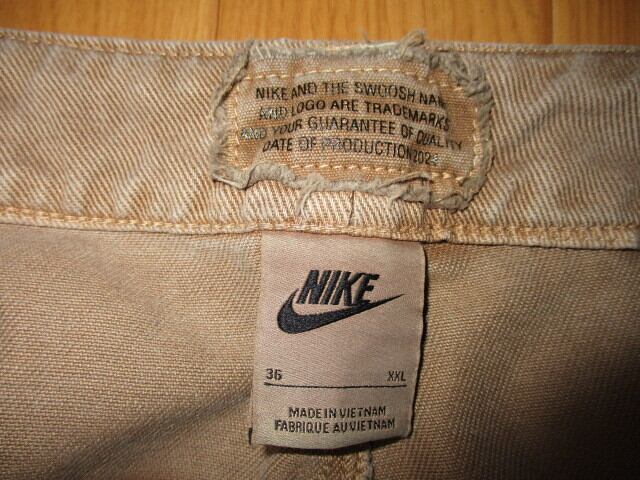 NIKE AND THE SWOOSH NAM
AND LOGO ARE TRADEMARKS
AND YOUR GUARANTEE OF QUALITY
DATE OF PRODUCTION
NIKE
36 XXL
MADE IN VIETNAM
FABRIQUE AU VIETNAM